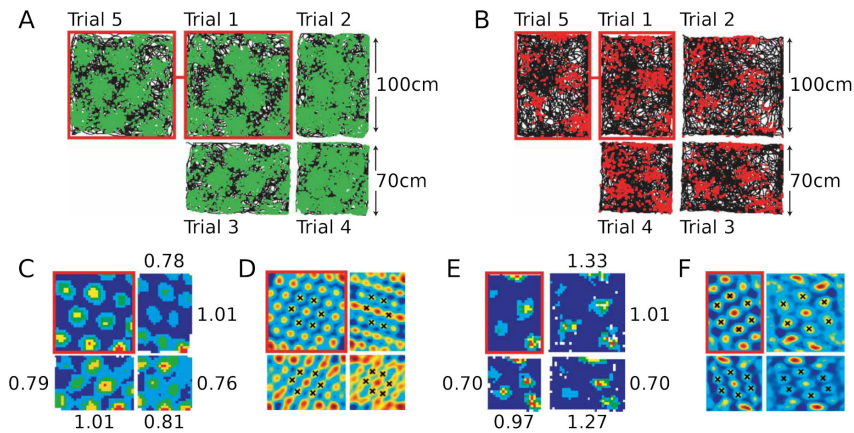 A
Trial 5
Trial 1
Trial 2
100cm
70cm
Trial 3
Trial 4
B
Trial 5
Trial 1
Trial 2
100cm
70cm
Trial 4
Trial 3
C
0.78
1.01
0.79
0.76
1.01
0.81
D
E
1.33
1.01
0.70
0.70
0.97
1.27
F